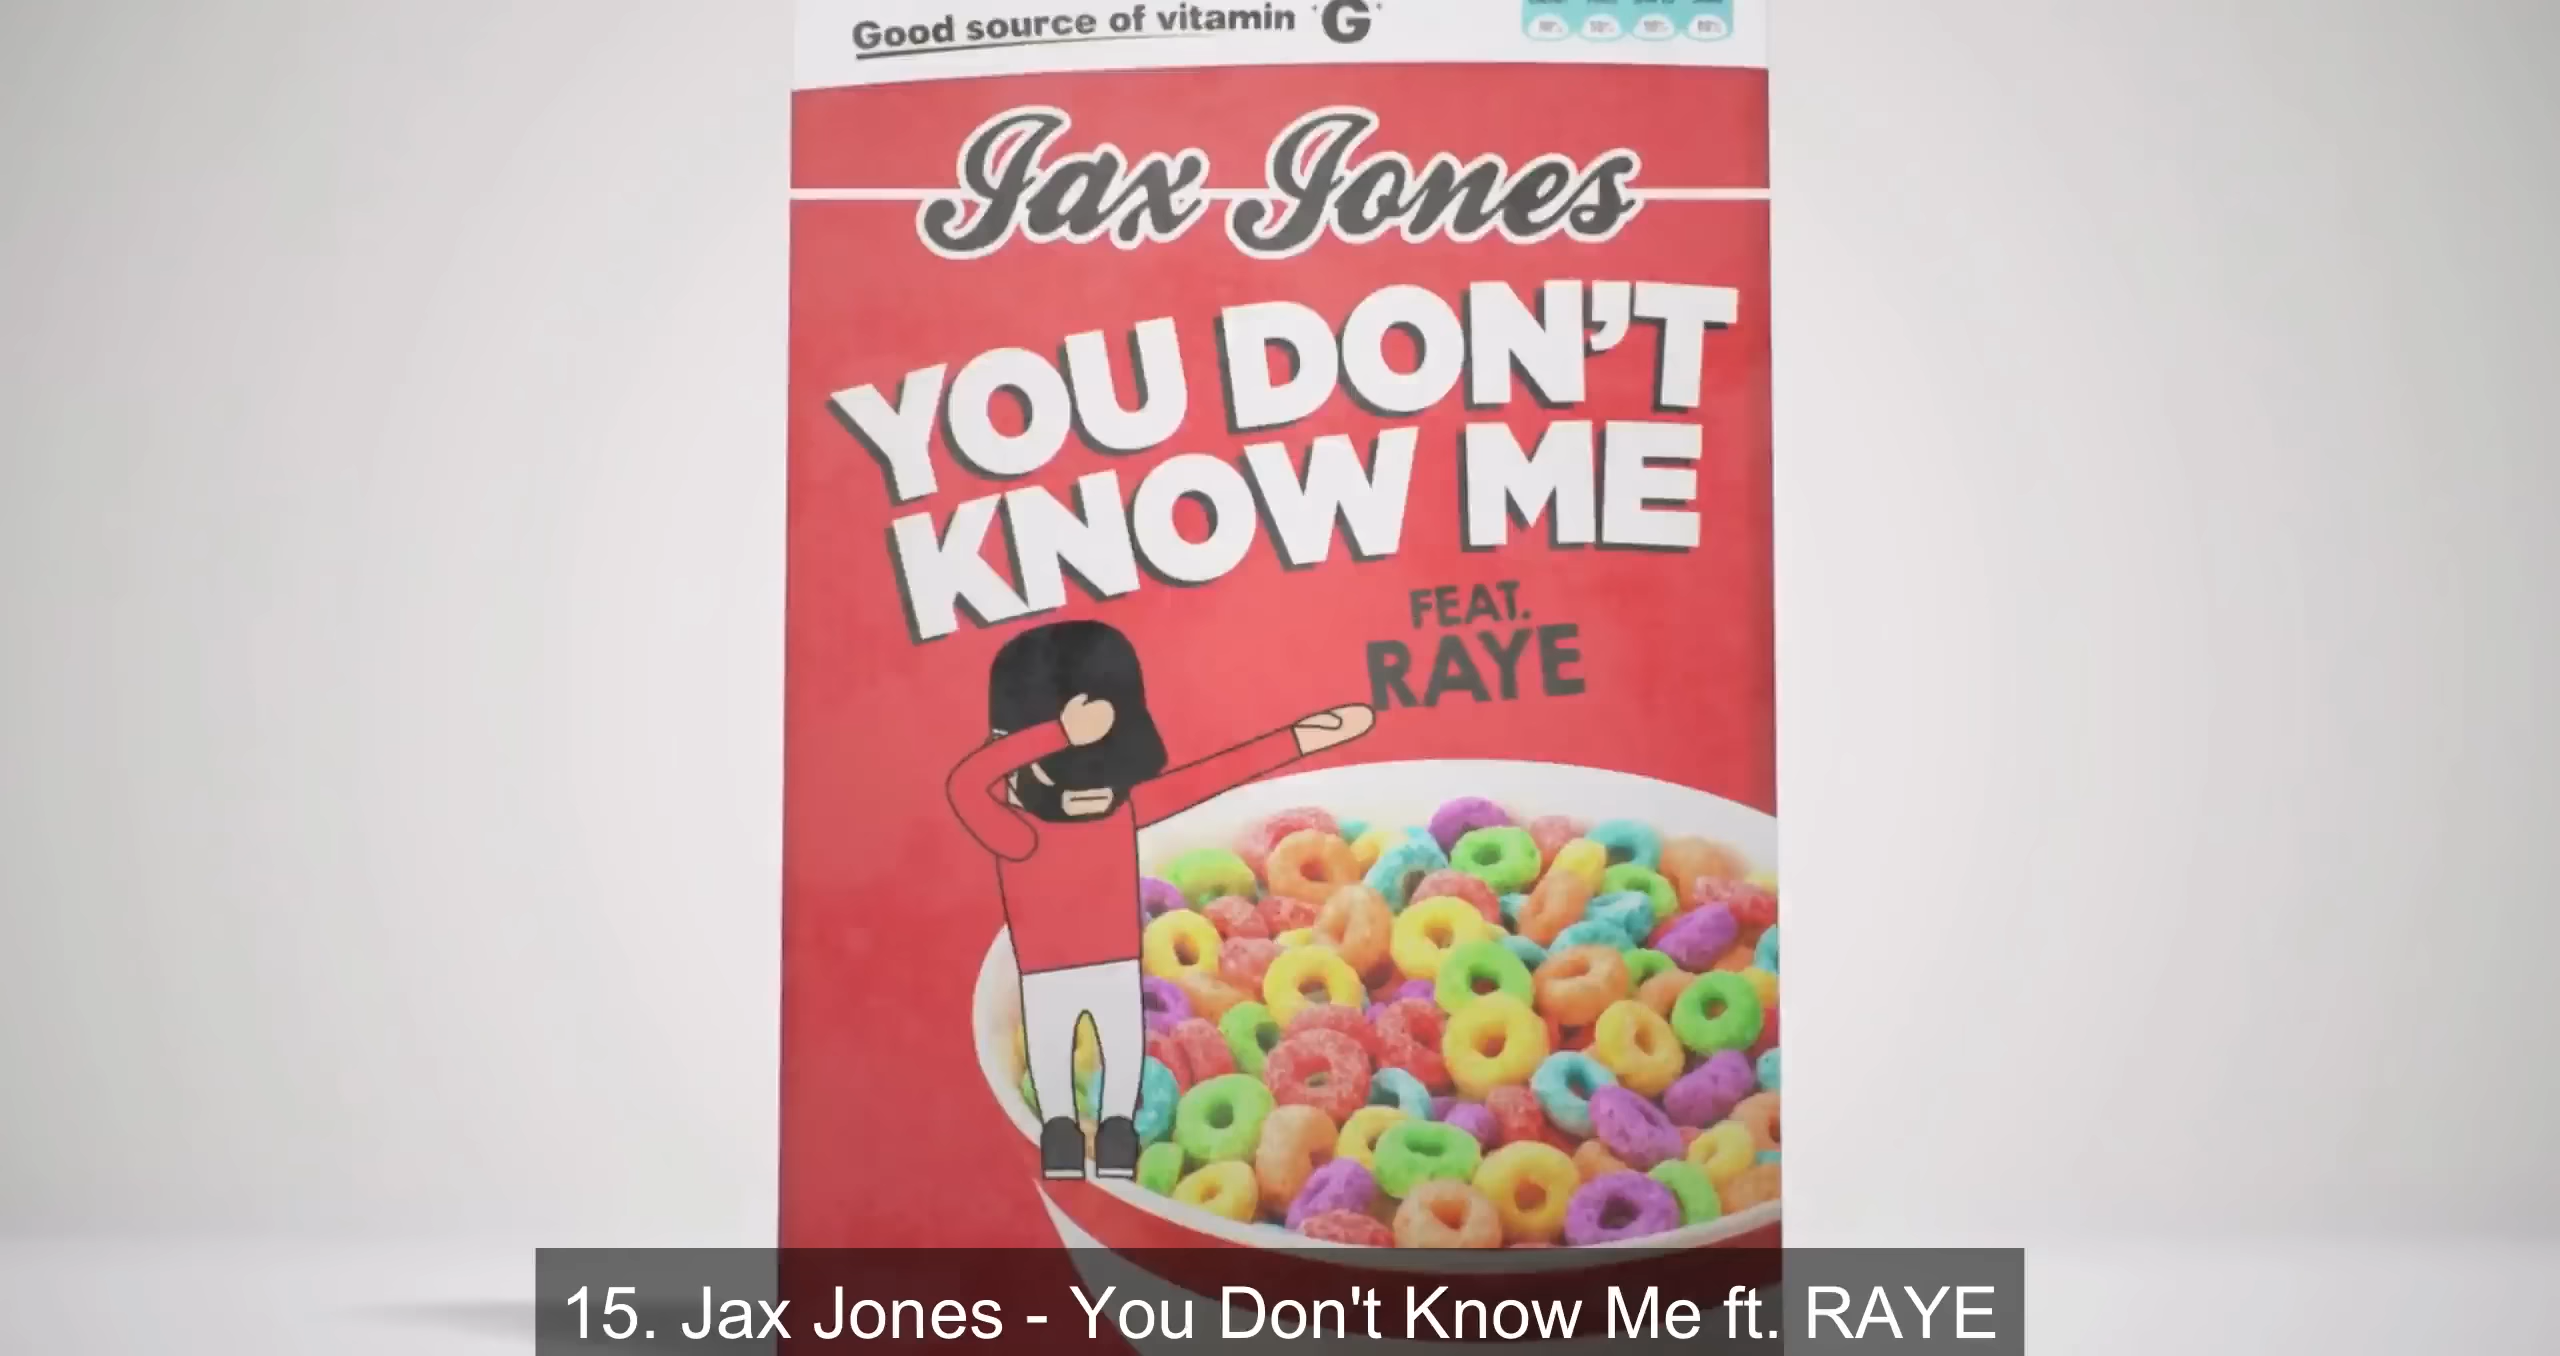 Good source of vitamin 'G'
Jax Jones
YOU DON'T
KNOW ME
FEAT.
RAYE
15. Jax Jones - You Don't Know Me ft. RAYE